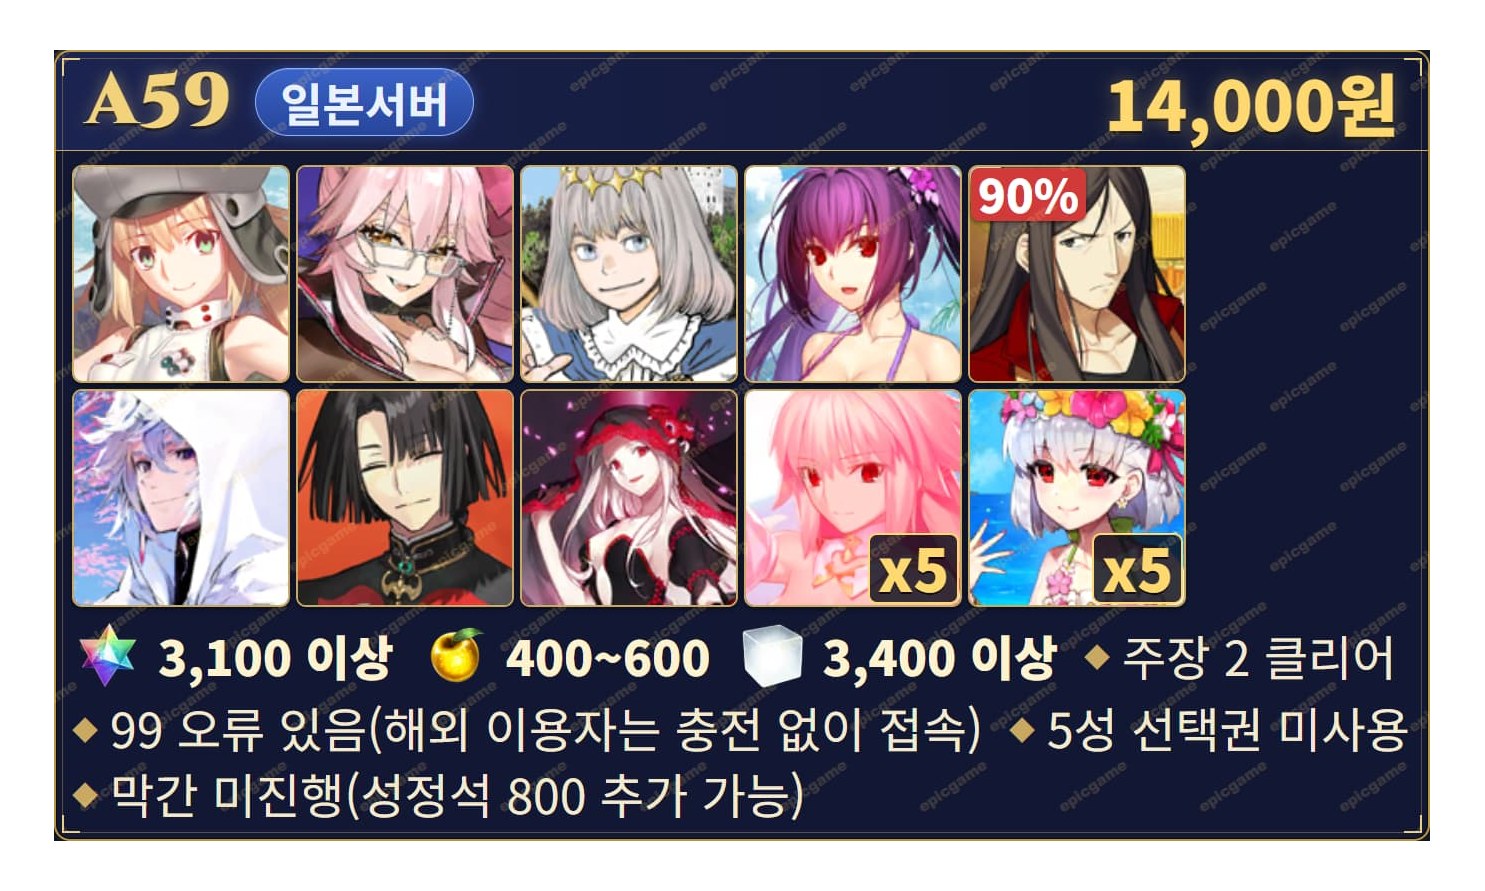 A59 일본서버 14,000원
90%
x5 x5
3,100 이상 400~600 3,400 이상 ◆ 주장 2 클리어
◆ 99 오류 있음(해외 이용자는 충전 없이 접속) ◆ 5성 선택권 미사용
◆ 막간 미진행(성정석 800 추가 가능)
epicgame